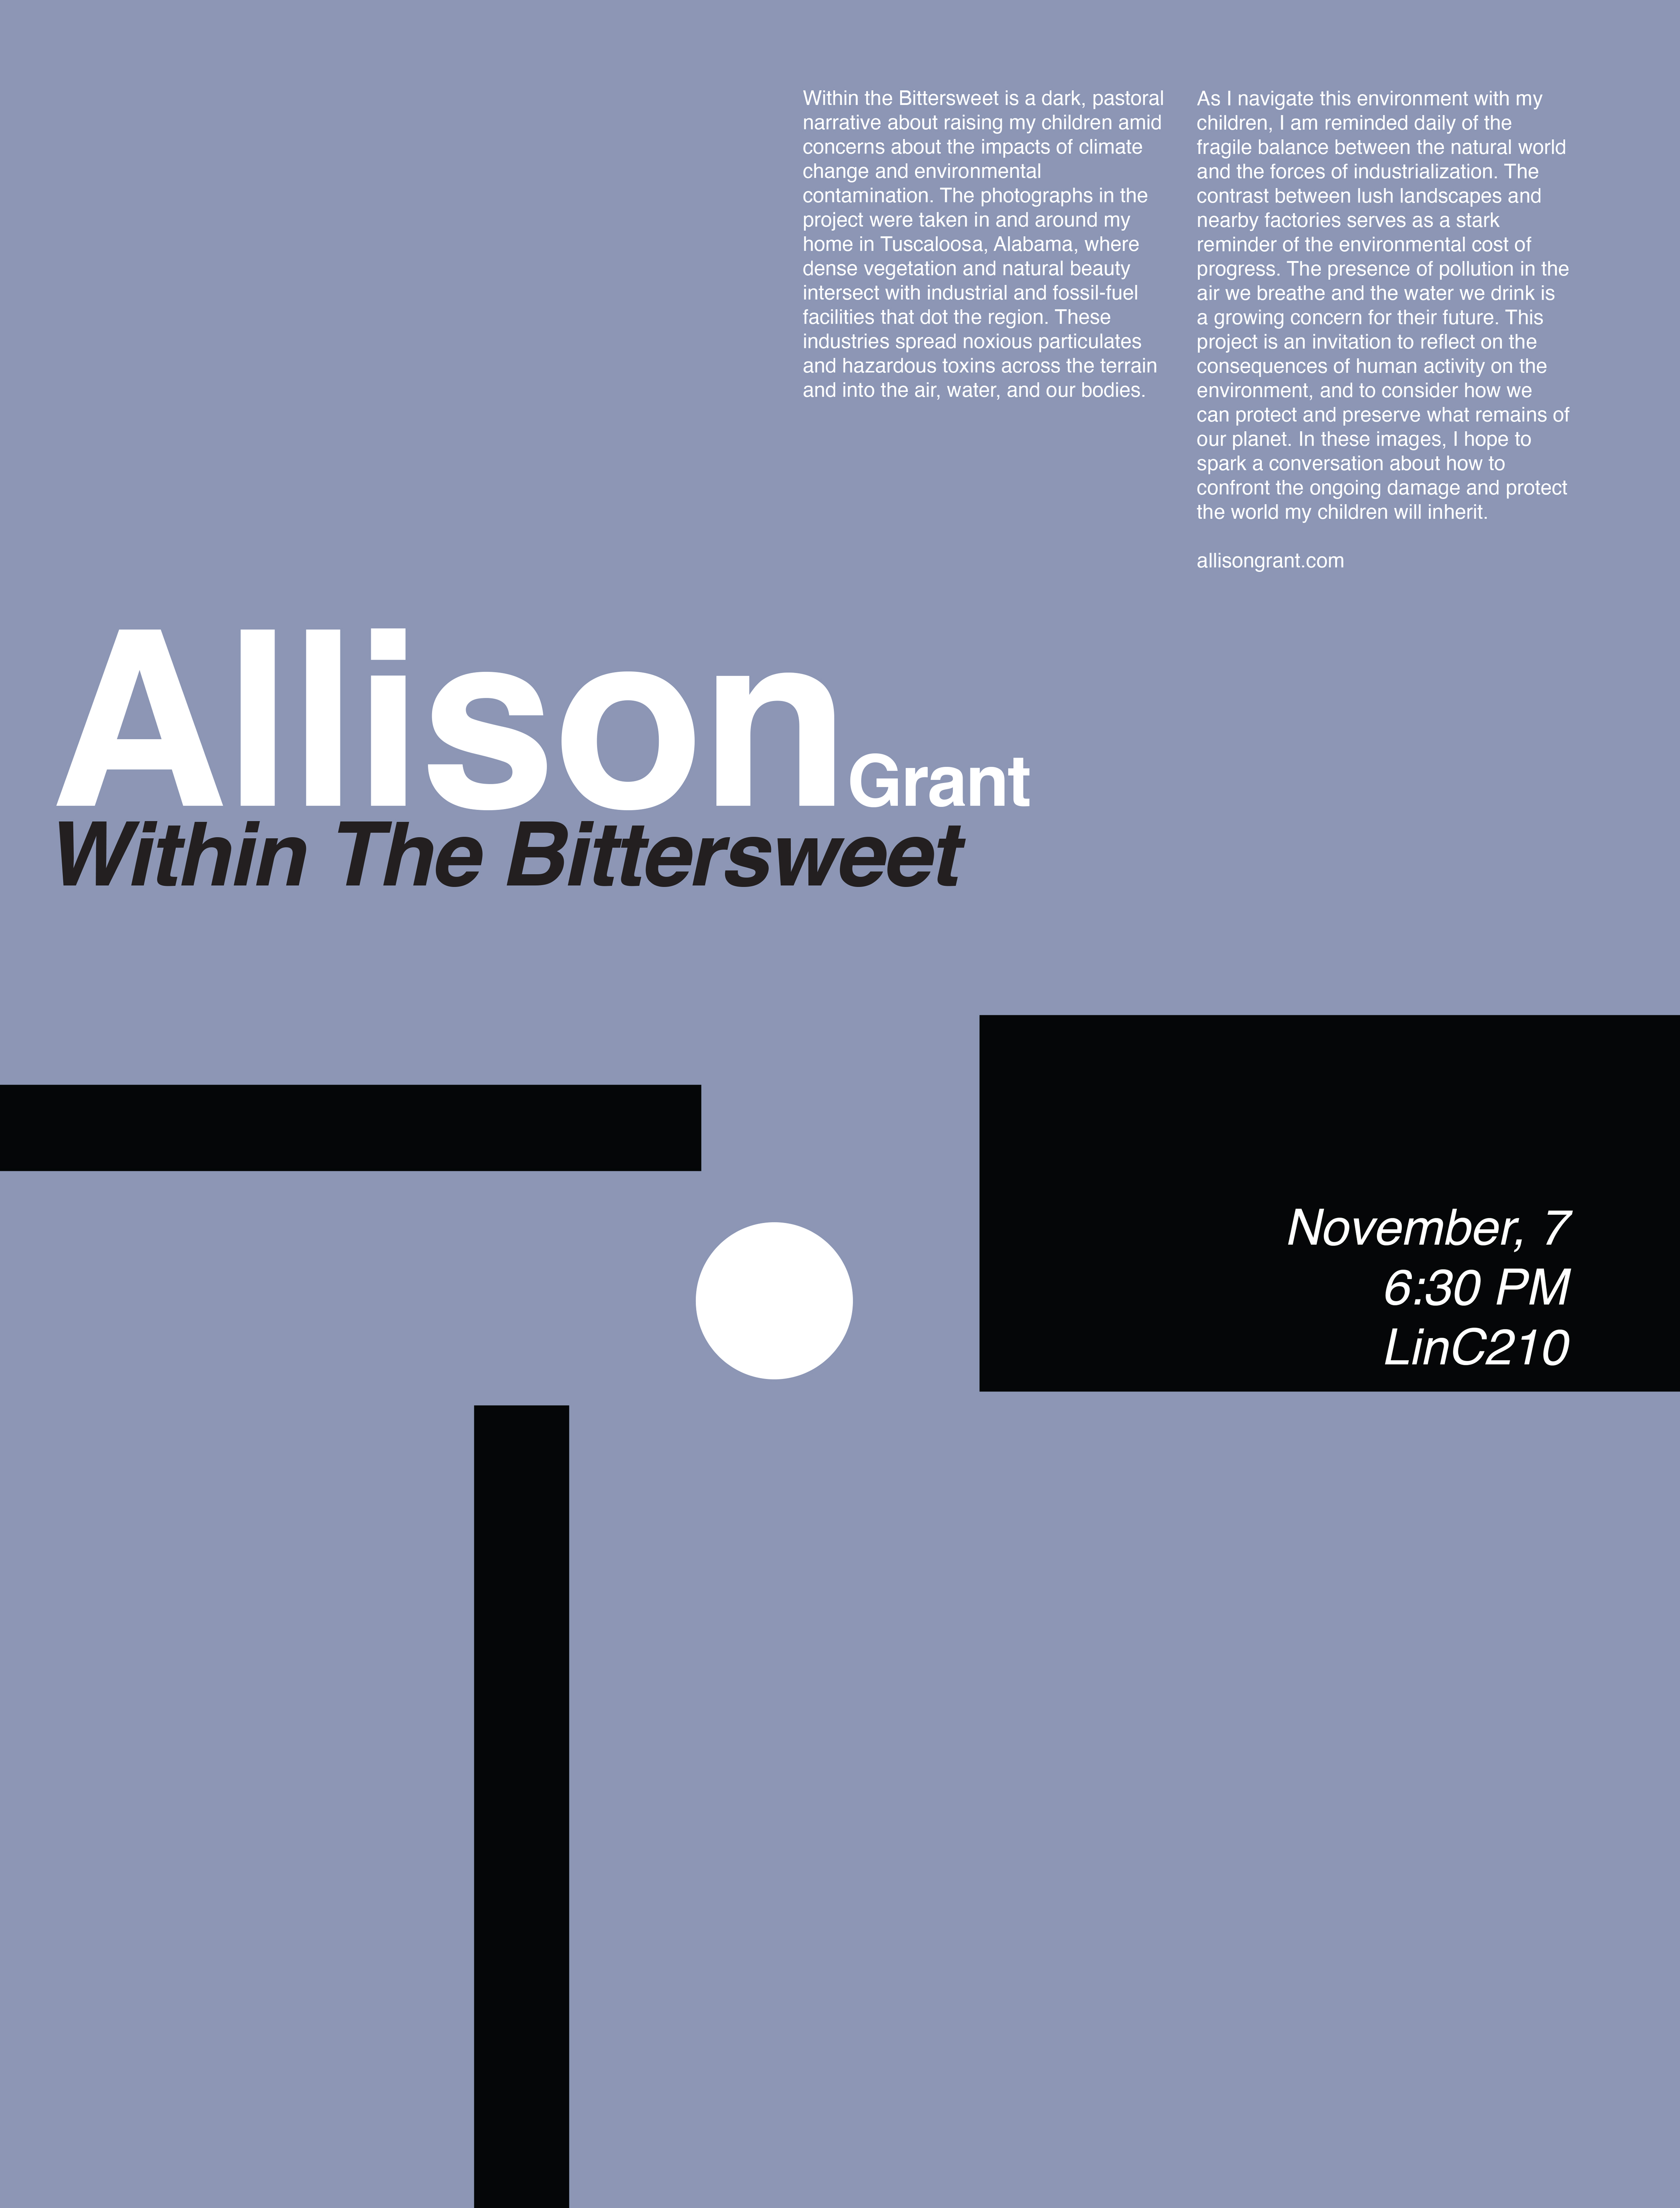 Within the Bittersweet is a dark, pastoral
narrative about raising my children amid
concerns about the impacts of climate
change and environmental
contamination. The photographs in the
project were taken in and around my
home in Tuscaloosa, Alabama, where
dense vegetation and natural beauty
intersect with industrial and fossil-fuel
facilities that dot the region. These
industries spread noxious particulates
and hazardous toxins across the terrain
and into the air, water, and our bodies.
As I navigate this environment with my
children, I am reminded daily of the
fragile balance between the natural world
and the forces of industrialization. The
contrast between lush landscapes and
nearby factories serves as a stark
reminder of the environmental cost of
progress. The presence of pollution in the
air we breathe and the water we drink is
a growing concern for their future. This
project is an invitation to reflect on the
consequences of human activity on the
environment, and to consider how we
can protect and preserve what remains of
our planet. In these images, I hope to
spark a conversation about how to
confront the ongoing damage and protect
the world my children will inherit.
allisongrant.com
Allison Grant
Within The Bittersweet
November, 7
6:30 PM
LinC210